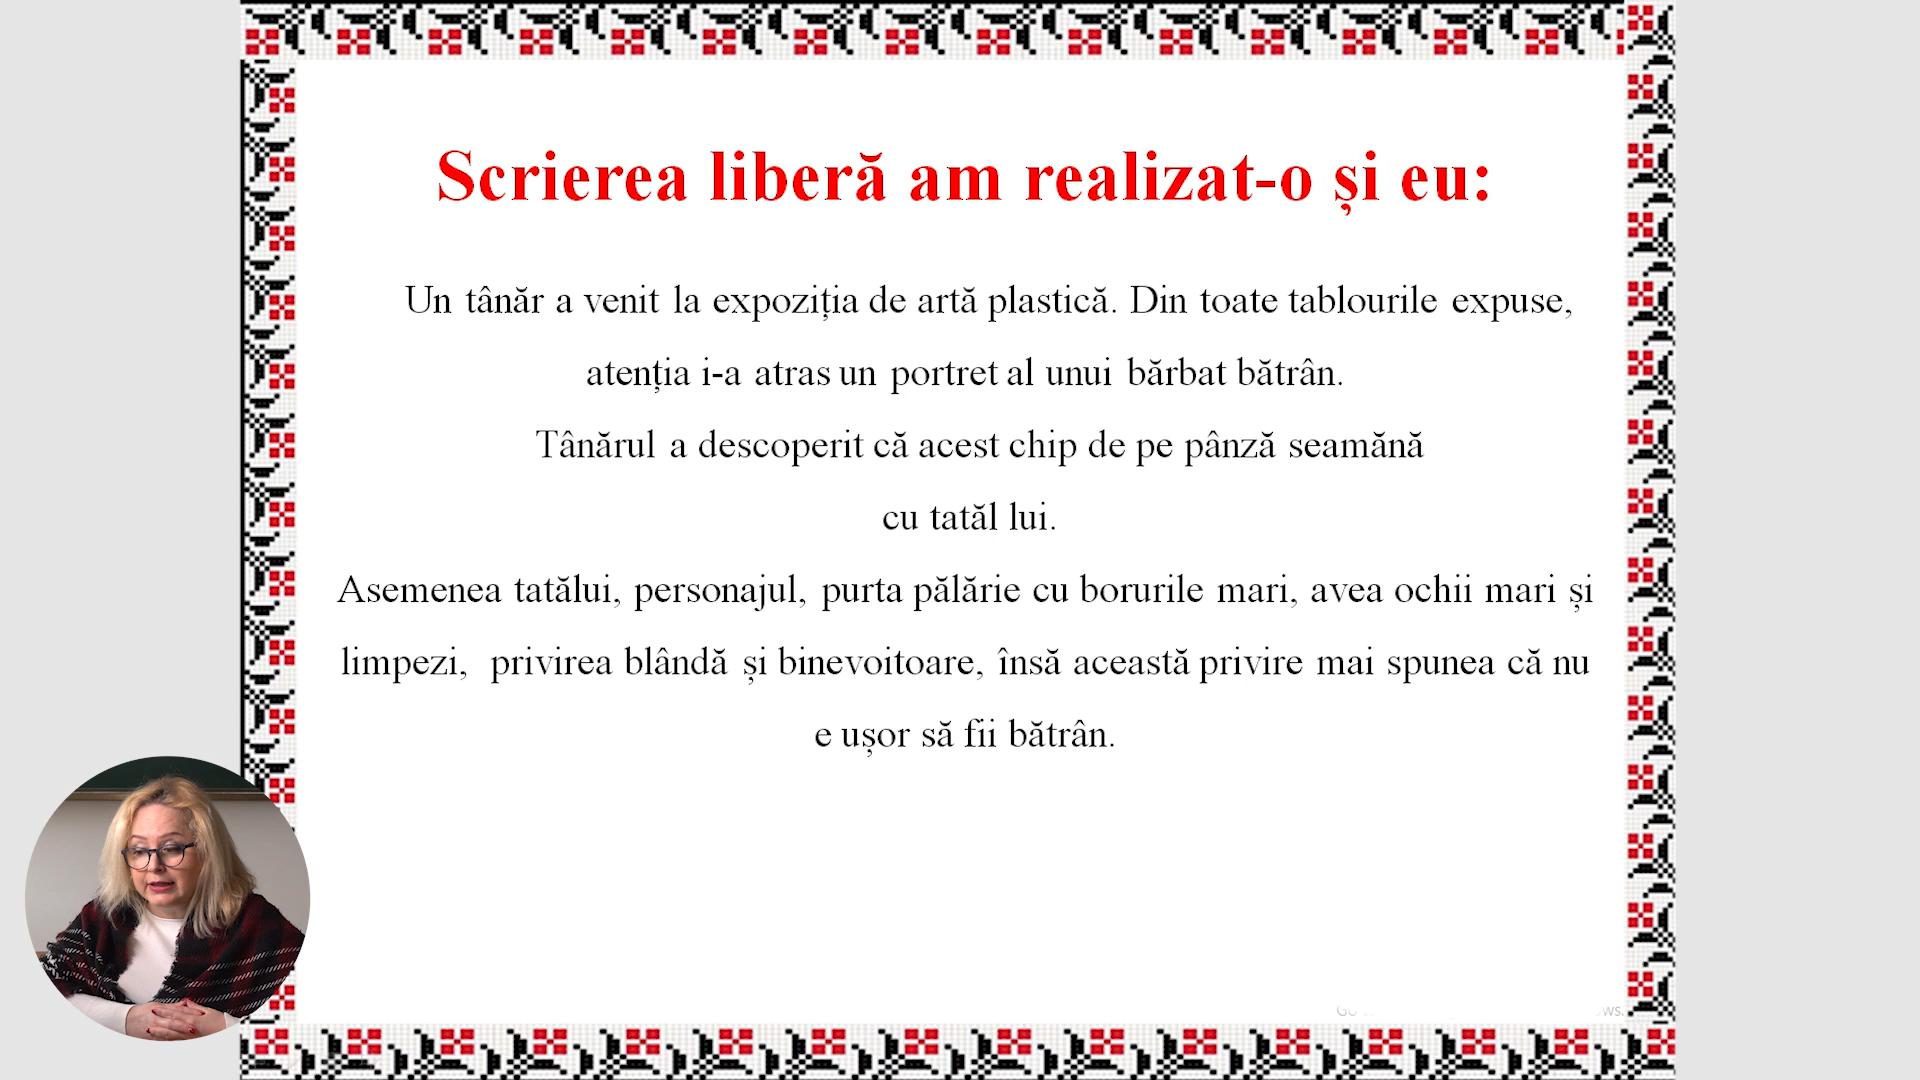 Scrierea liberă am realizat-o și eu:
Un tânăr a venit la expoziția de artă plastică. Din toate tablourile expuse,
atenția i-a atras un portret al unui bărbat bătrân.
Tânărul a descoperit că acest chip de pe pânză seamănă
cu tatăl lui.
Asemenea tatălui, personajul, purta pălărie cu borurile mari, avea ochii mari și
limpezi, privirea blândă și binevoitoare, însă această privire mai spunea că nu
e ușor să fii bătrân.